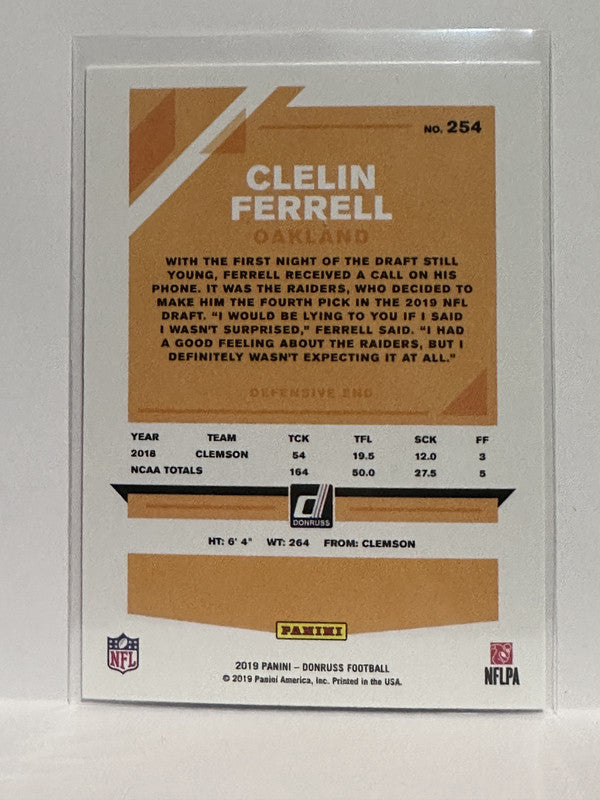 NO. 254
CLELIN
FERRELL
OAKLAND
WITH THE FIRST NIGHT OF THE DRAFT STILL
YOUNG, FERRELL RECEIVED A CALL ON HIS
PHONE. IT WAS THE RAIDERS, WHO DECIDED TO
MAKE HIM THE FOURTH PICK IN THE 2019 NFL
DRAFT. “I WOULD BE LYING TO YOU IF I SAID
I WASN’T SURPRISED,” FERRELL SAID. “I HAD
A GOOD FEELING ABOUT THE RAIDERS, BUT I
DEFINITELY WASN’T EXPECTING IT AT ALL.”
DEFENSIVE END
YEAR TEAM TCK TFL SCK FF
2018 CLEMSON 54 19.5 12.0 3
NCAA TOTALS 164 50.0 27.5 5
d
DONRUSS
HT: 6' 4" WT: 264 FROM: CLEMSON
PANINI
NFL
2019 PANINI – DONRUSS FOOTBALL
© 2019 Panini America, Inc. Printed in the USA.
NFLPA